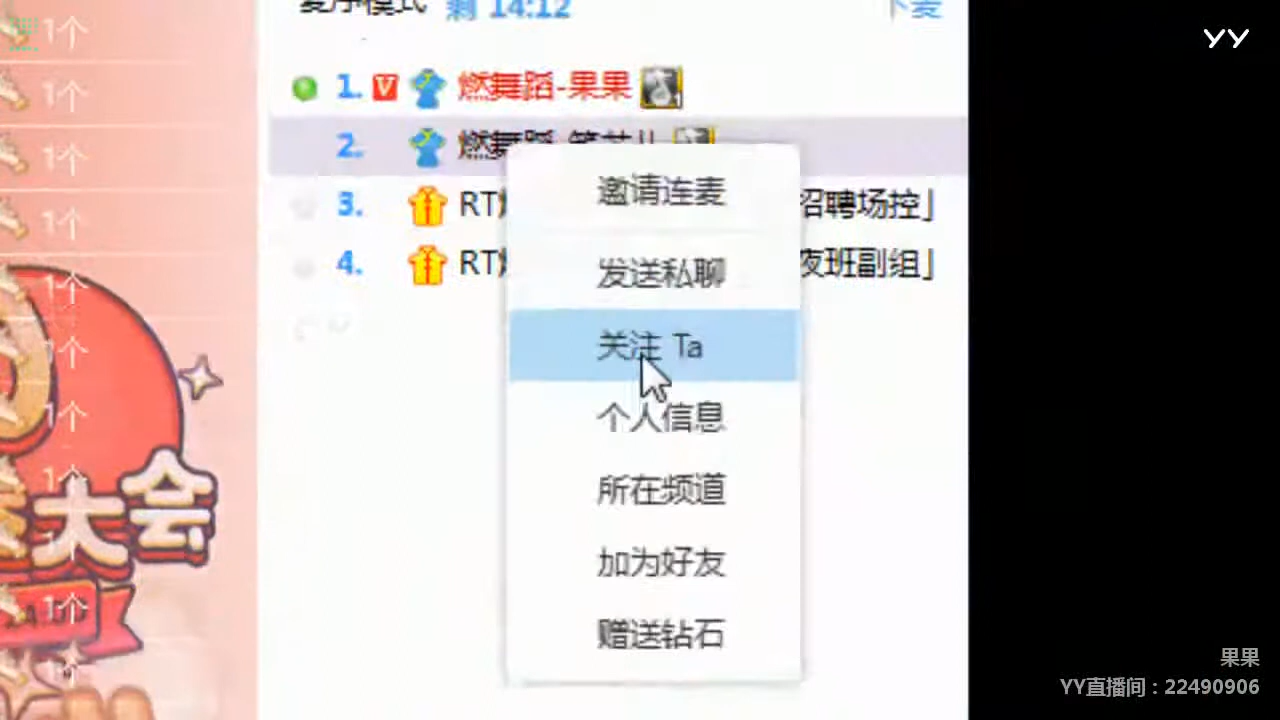 麦序模式 剩 14:12 下麦
YY
1. V 燃舞蹈-果果
2. 燃舞蹈
3. RT 招聘场控」
4. RT 夜班副组」
邀请连麦
发送私聊
关注 Ta
个人信息
所在频道
加为好友
赠送钻石
1个
1个
1个
1个
1个
1个
1个
1个
1个
1个
大会
果果
YY直播间：22490906